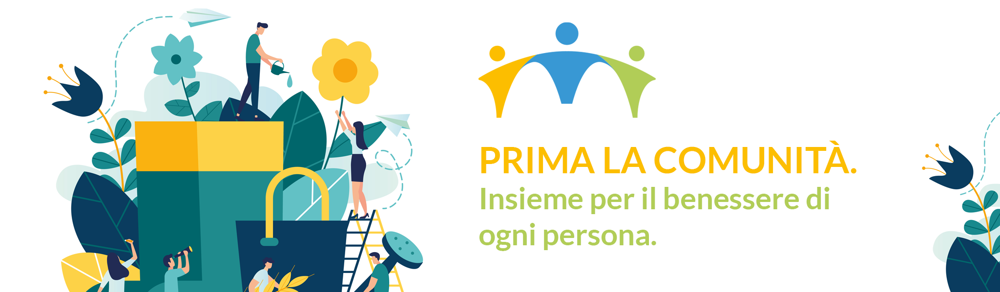 PRIMA LA COMUNITÀ.
Insieme per il benessere di
ogni persona.